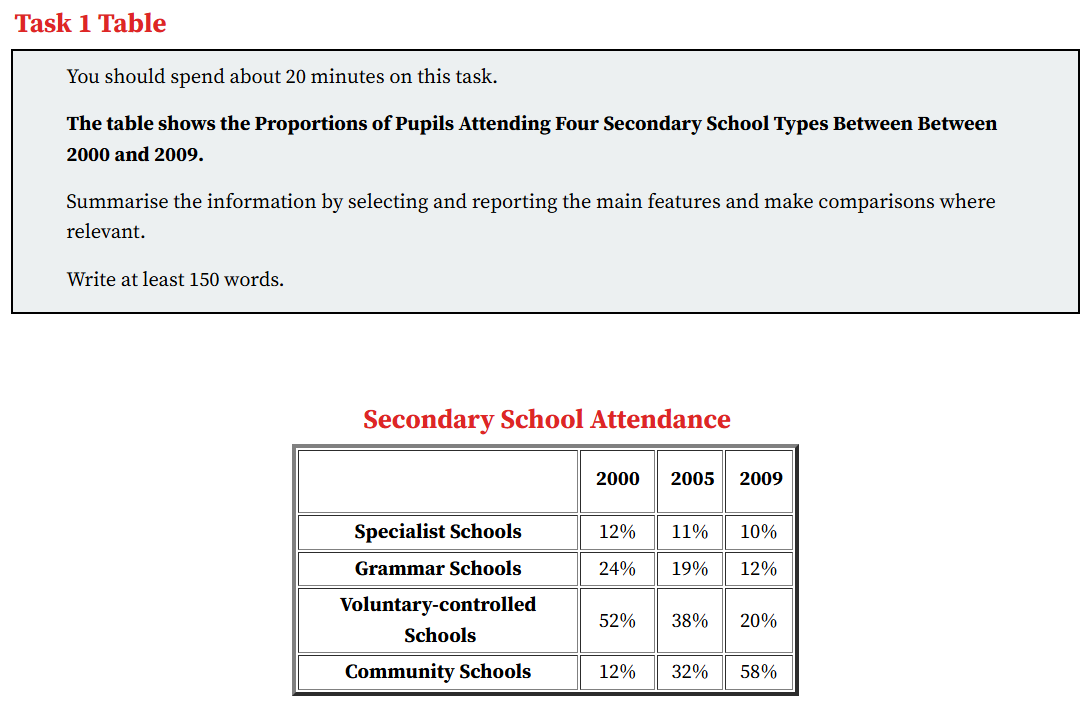 Task 1 Table
You should spend about 20 minutes on this task.
The table shows the Proportions of Pupils Attending Four Secondary School Types Between Between
2000 and 2009.
Summarise the information by selecting and reporting the main features and make comparisons where
relevant.
Write at least 150 words.
Secondary School Attendance
2000 2005 2009
Specialist Schools 12% 11% 10%
Grammar Schools 24% 19% 12%
Voluntary-controlled
Schools 52% 38% 20%
Community Schools 12% 32% 58%